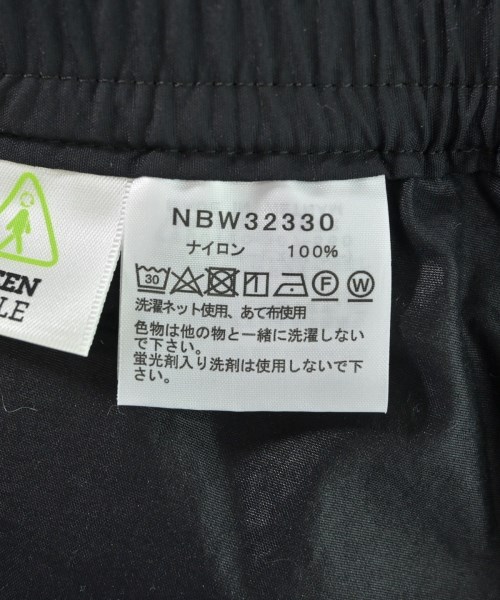 NBW32330
ナイロン 100%
30
F
W
洗濯ネット使用、あて布使用
色物は他の物と一緒に洗濯しない
で下さい。
蛍光剤入り洗剤は使用しないで下
さい。
TEN
LE